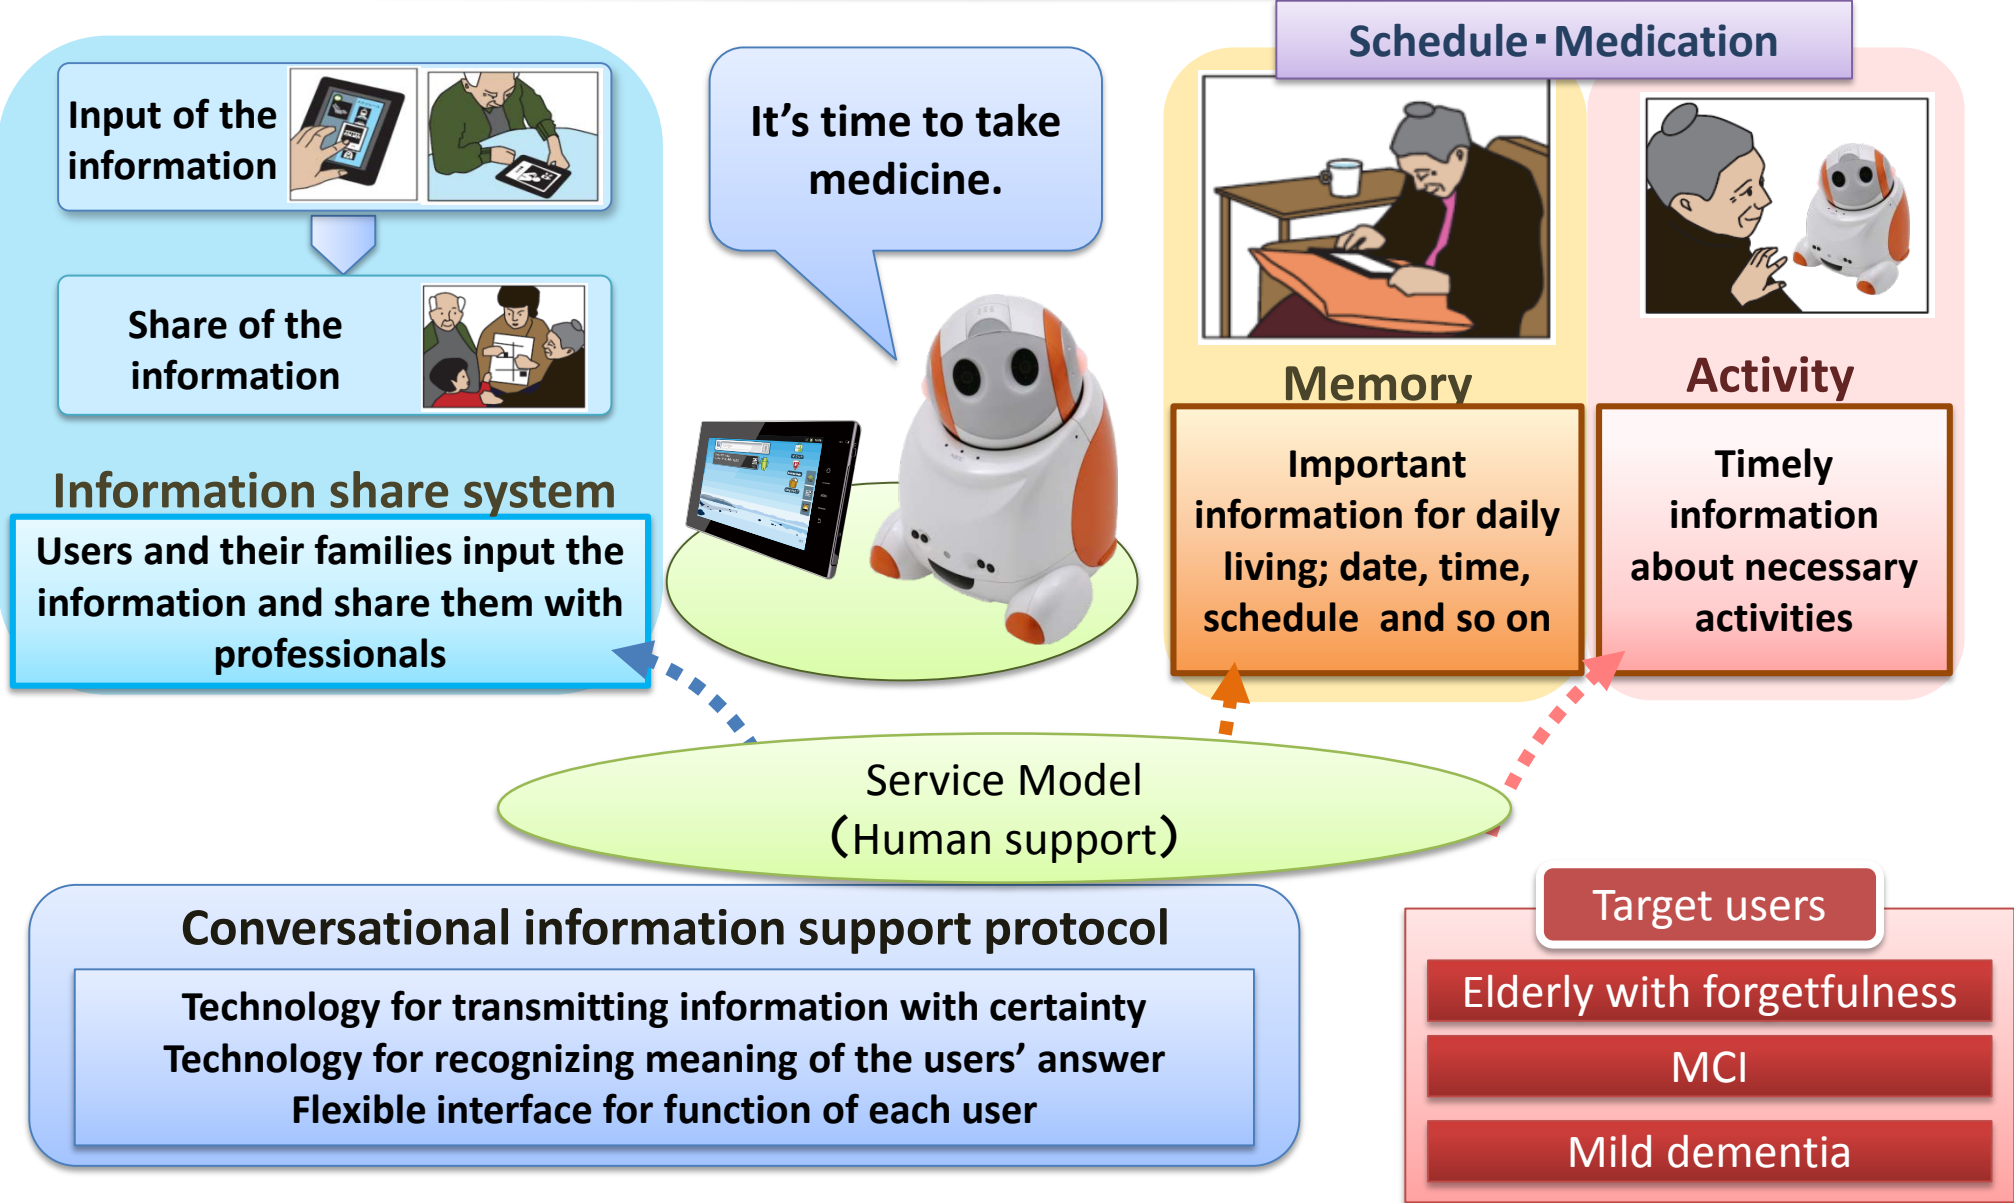 Schedule・Medication
Input of the
information
Share of the
information
Information share system
Users and their families input the
information and share them with
professionals
It's time to take
medicine.
Memory
Important
information for daily
living; date, time,
schedule and so on
Activity
Timely
information
about necessary
activities
Service Model
(Human support)
Conversational information support protocol
Technology for transmitting information with certainty
Technology for recognizing meaning of the users' answer
Flexible interface for function of each user
Target users
Elderly with forgetfulness
MCI
Mild dementia